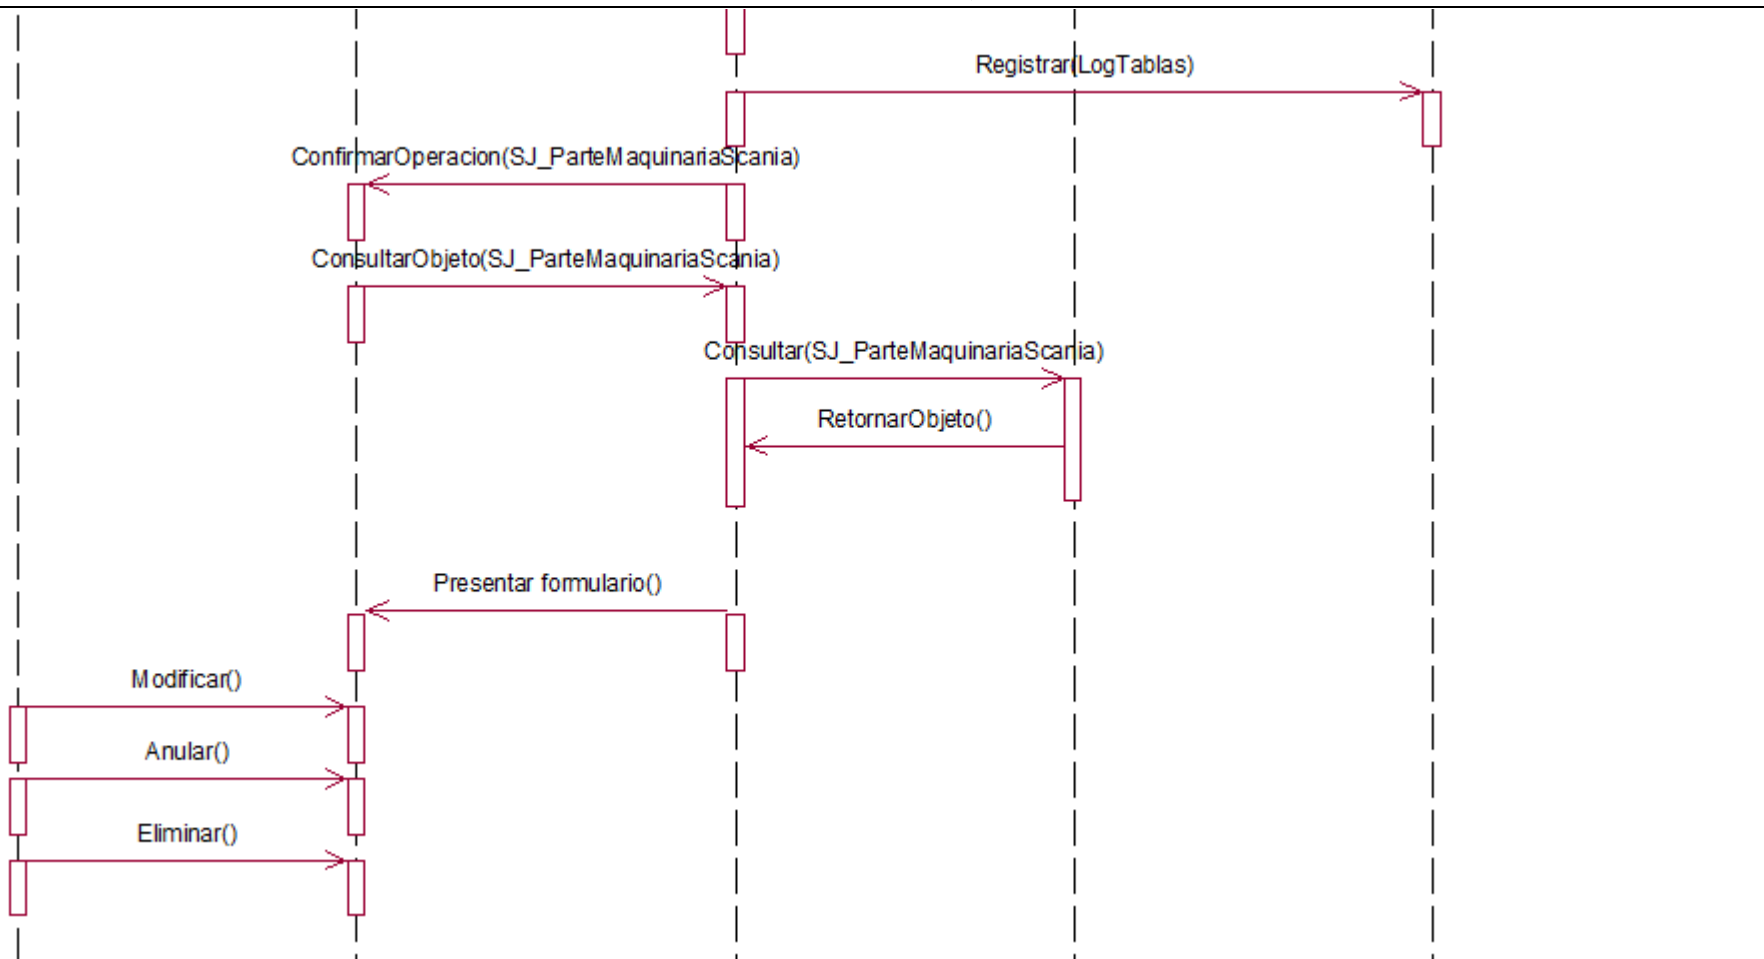 Registrar(LogTablas)
ConfirmarOperacion(SJ_ParteMaquinariaScania)
ConsultarObjeto(SJ_ParteMaquinariaScania)
Consultar(SJ_ParteMaquinariaScania)
RetornarObjeto()
Presentar formulario()
Modificar()
Anular()
Eliminar()